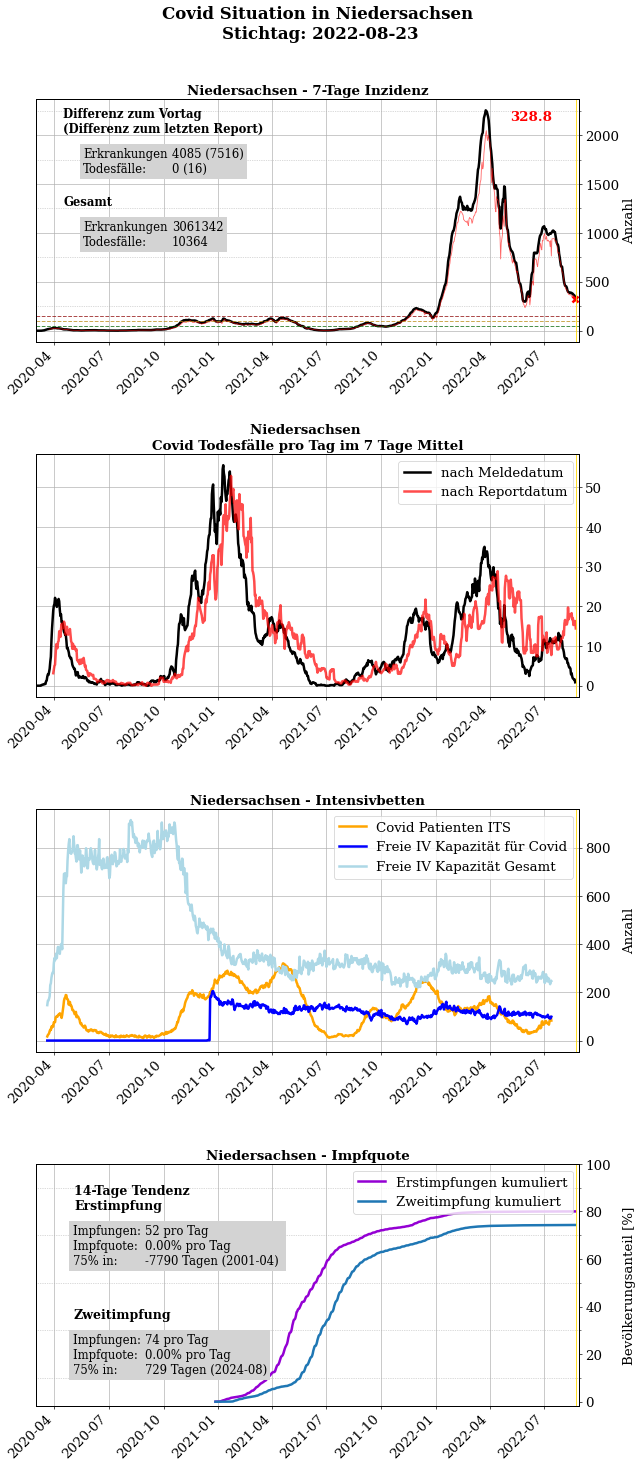 Covid Situation in Niedersachsen
Stichtag: 2022-08-23
Niedersachsen - 7-Tage Inzidenz
Differenz zum Vortag
(Differenz zum letzten Report)
Erkrankungen 4085 (7516)
Todesfälle: 0 (16)
Gesamt
Erkrankungen 3061342
Todesfälle: 10364
328.8
2000
1500
1000
500
0
Anzahl
2020-04 2020-07 2020-10 2021-01 2021-04 2021-07 2021-10 2022-01 2022-04 2022-07
Niedersachsen
Covid Todesfälle pro Tag im 7 Tage Mittel
nach Meldedatum
nach Reportdatum
50
40
30
20
10
0
2020-04 2020-07 2020-10 2021-01 2021-04 2021-07 2021-10 2022-01 2022-04 2022-07
Niedersachsen - Intensivbetten
Covid Patienten ITS
Freie IV Kapazität für Covid
Freie IV Kapazität Gesamt
800
600
400
200
0
Anzahl
2020-04 2020-07 2020-10 2021-01 2021-04 2021-07 2021-10 2022-01 2022-04 2022-07
Niedersachsen - Impfquote
14-Tage Tendenz
Erstimpfung
Impfungen: 52 pro Tag
Impfquote: 0.00% pro Tag
75% in: -7790 Tagen (2001-04)
Zweitimpfung
Impfungen: 74 pro Tag
Impfquote: 0.00% pro Tag
75% in: 729 Tagen (2024-08)
Erstimpfungen kumuliert
Zweitimpfung kumuliert
100
80
60
40
20
0
Bevölkerungsanteil [%]
2020-04 2020-07 2020-10 2021-01 2021-04 2021-07 2021-10 2022-01 2022-04 2022-07